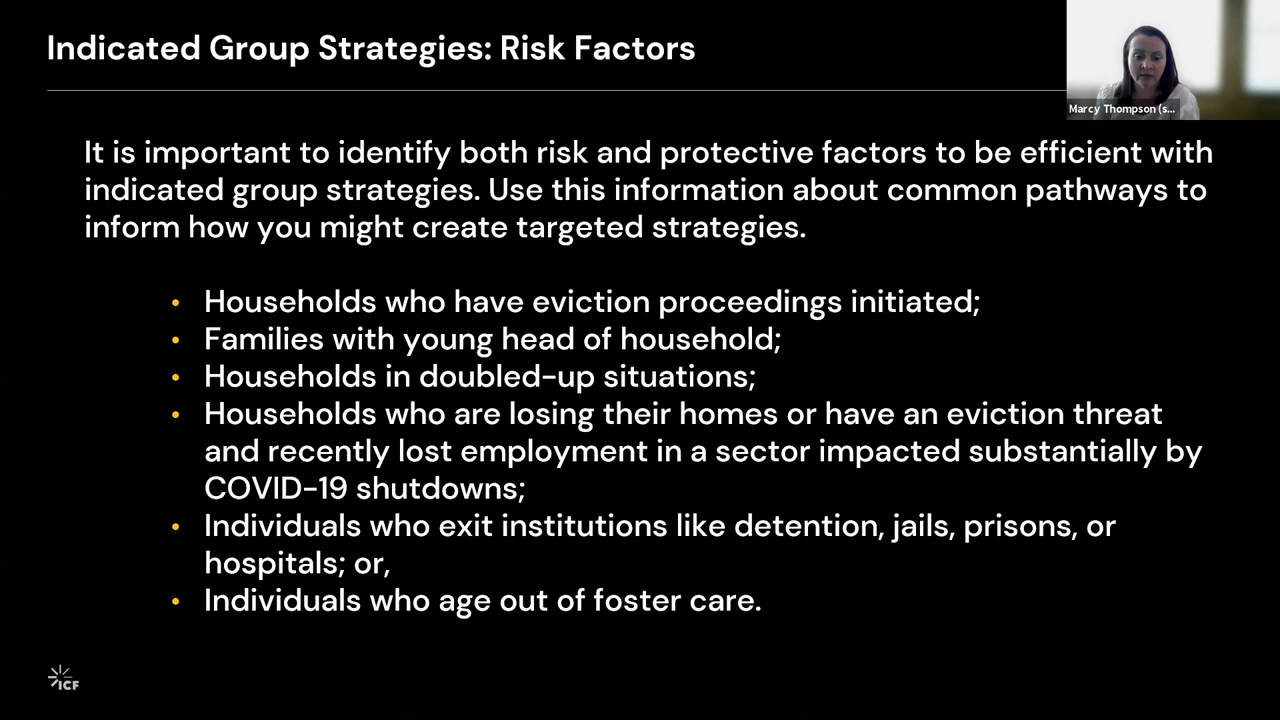 Indicated Group Strategies: Risk Factors
Marcy Thompson (s...
It is important to identify both risk and protective factors to be efficient with
indicated group strategies. Use this information about common pathways to
inform how you might create targeted strategies.
• Households who have eviction proceedings initiated;
• Families with young head of household;
• Households in doubled-up situations;
• Households who are losing their homes or have an eviction threat
and recently lost employment in a sector impacted substantially by
COVID-19 shutdowns;
• Individuals who exit institutions like detention, jails, prisons, or
hospitals; or,
• Individuals who age out of foster care.
ICF